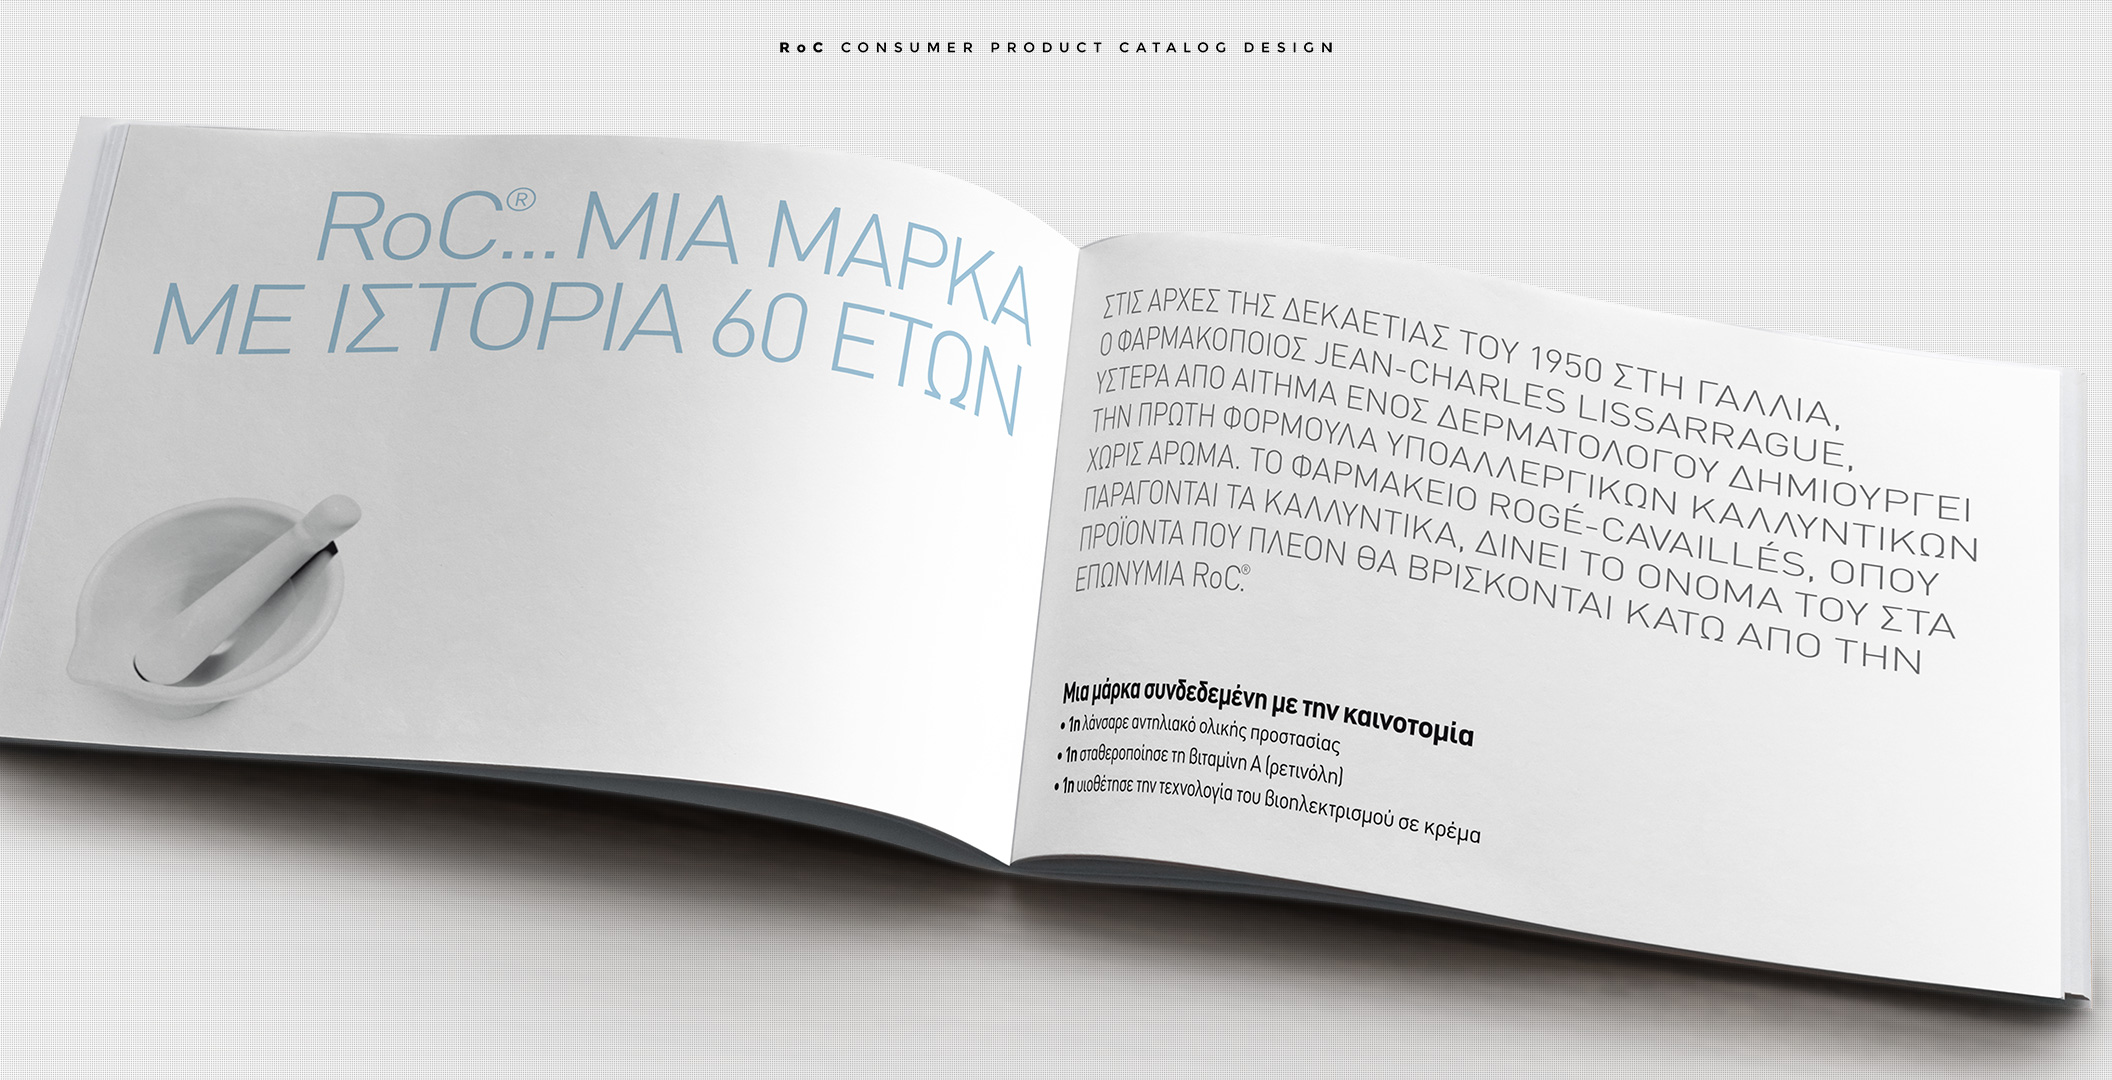 RoC CONSUMER PRODUCT CATALOG DESIGN
RoC®... ΜΙΑ ΜΑΡΚΑ
ΜΕ ΙΣΤΟΡΙΑ 60 ΕΤΩΝ
ΣΤΙΣ ΑΡΧΕΣ ΤΗΣ ΔΕΚΑΕΤΙΑΣ ΤΟΥ 1950 ΣΤΗ ΓΑΛΛΙΑ,
Ο ΦΑΡΜΑΚΟΠΟΙΟΣ JEAN-CHARLES LISSARRAGUE,
ΥΣΤΕΡΑ ΑΠΟ ΑΙΤΗΜΑ ΕΝΟΣ ΔΕΡΜΑΤΟΛΟΓΟΥ ΔΗΜΙΟΥΡΓΕΙ
ΤΗΝ ΠΡΩΤΗ ΦΟΡΜΟΥΛΑ ΥΠΟΑΛΛΕΡΓΙΚΩΝ ΚΑΛΛΥΝΤΙΚΩΝ
ΧΩΡΙΣ ΑΡΩΜΑ. ΤΟ ΦΑΡΜΑΚΕΙΟ ROGÉ-CAVAILLÉS, ΟΠΟΥ
ΠΑΡΑΓΟΝΤΑΙ ΤΑ ΚΑΛΛΥΝΤΙΚΑ, ΔΙΝΕΙ ΤΟ ΟΝΟΜΑ ΤΟΥ ΣΤΑ
ΠΡΟΪΟΝΤΑ ΠΟΥ ΠΛΕΟΝ ΘΑ ΒΡΙΣΚΟΝΤΑΙ ΚΑΤΩ ΑΠΟ ΤΗΝ
ΕΠΩΝΥΜΙΑ RoC®.
Μια μάρκα συνδεδεμένη με την καινοτομία
• 1η λάνσαρε αντηλιακό ολικής προστασίας
• 1η σταθεροποίησε τη βιταμίνη Α (ρετινόλη)
• 1η υιοθέτησε την τεχνολογία του βιοηλεκτρισμού σε κρέμα